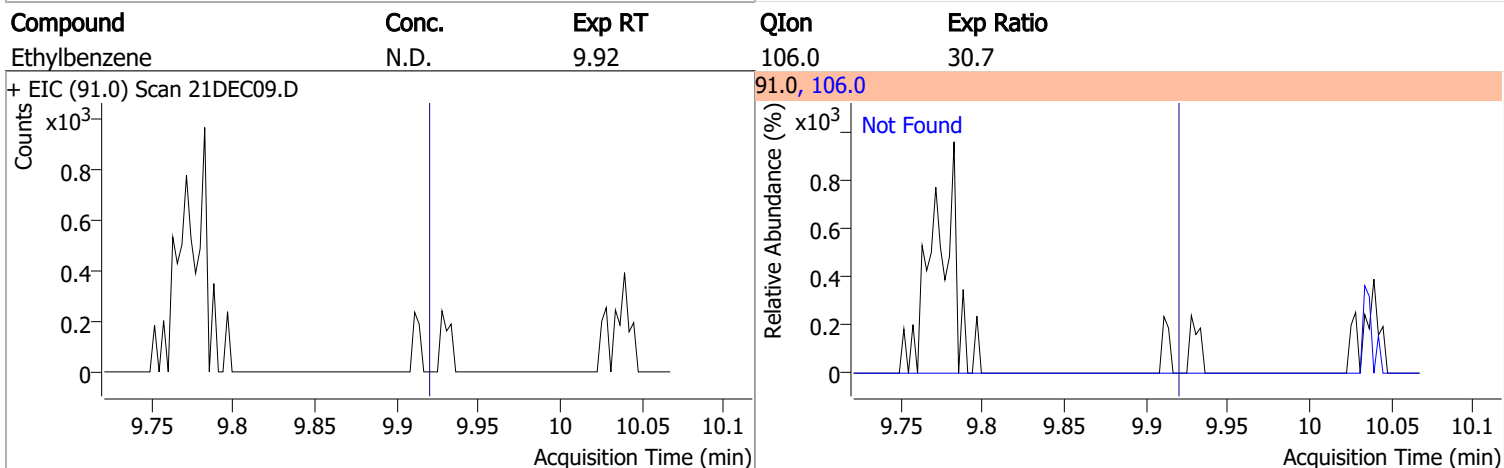 Compound Conc. Exp RT QIon Exp Ratio
Ethylbenzene N.D. 9.92 106.0 30.7
+ EIC (91.0) Scan 21DEC09.D
Counts
x10³
0.8
0.6
0.4
0.2
0
9.75 9.8 9.85 9.9 9.95 10 10.05 10.1
Acquisition Time (min)
91.0, 106.0
Relative Abundance (%)
x10³
Not Found
0.8
0.6
0.4
0.2
0
9.75 9.8 9.85 9.9 9.95 10 10.05 10.1
Acquisition Time (min)